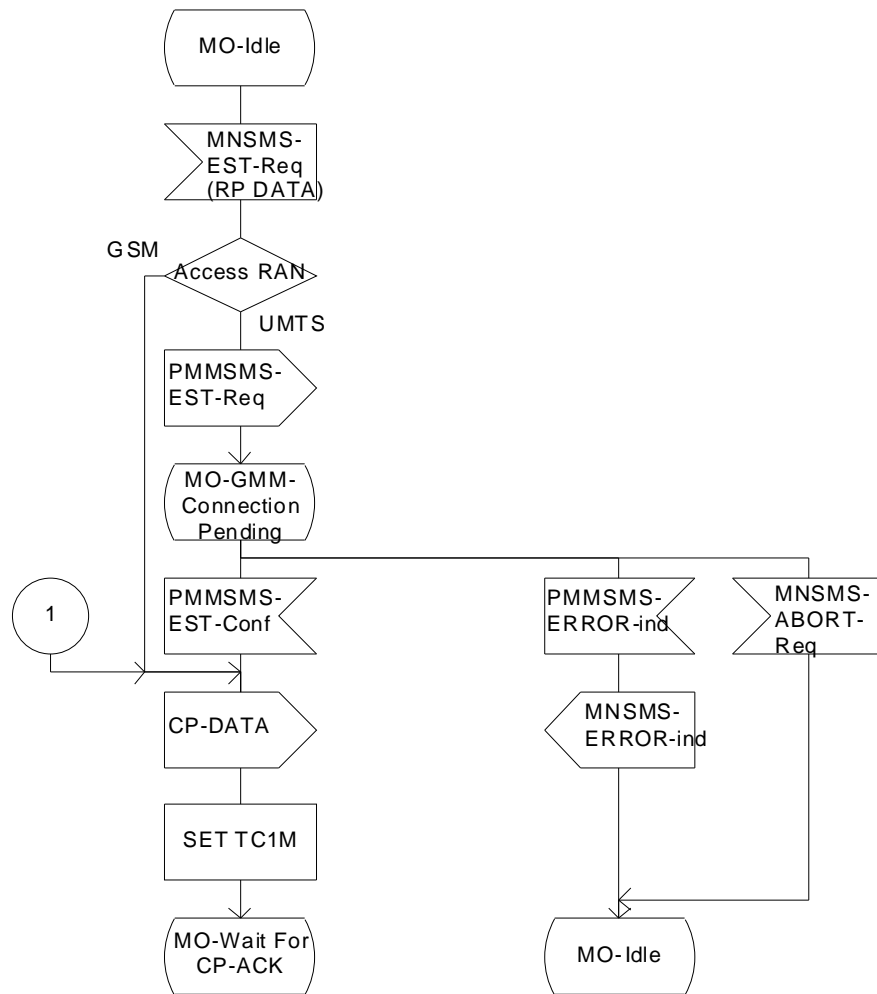 MO-Idle
MNSMS-
EST-Req
(RP DATA)
GSM
Access RAN
UMTS
PMMSMS-
EST-Req
MO-GMM-
Connection
Pending
1
PMMSMS-
EST-Conf
PMMSMS-
ERROR-ind
MNSMS-
ABORT-
Req
CP-DATA
MNSMS-
ERROR-ind
SET TC1M
MO-Wait For
CP-ACK
MO-Idle